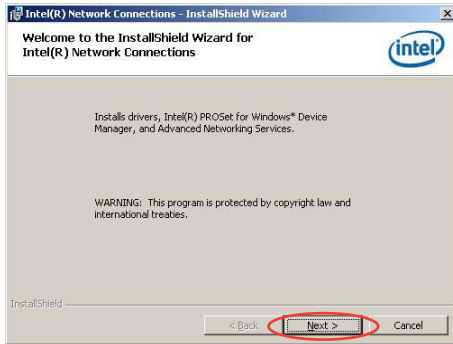 Intel(R) Network Connections - InstallShield Wizard
Welcome to the InstallShield Wizard for
Intel(R) Network Connections
intel
Installs drivers, Intel(R) PROSet for Windows* Device
Manager, and Advanced Networking Services.
WARNING: This program is protected by copyright law and
international treaties.
InstallShield
< Back Next > Cancel